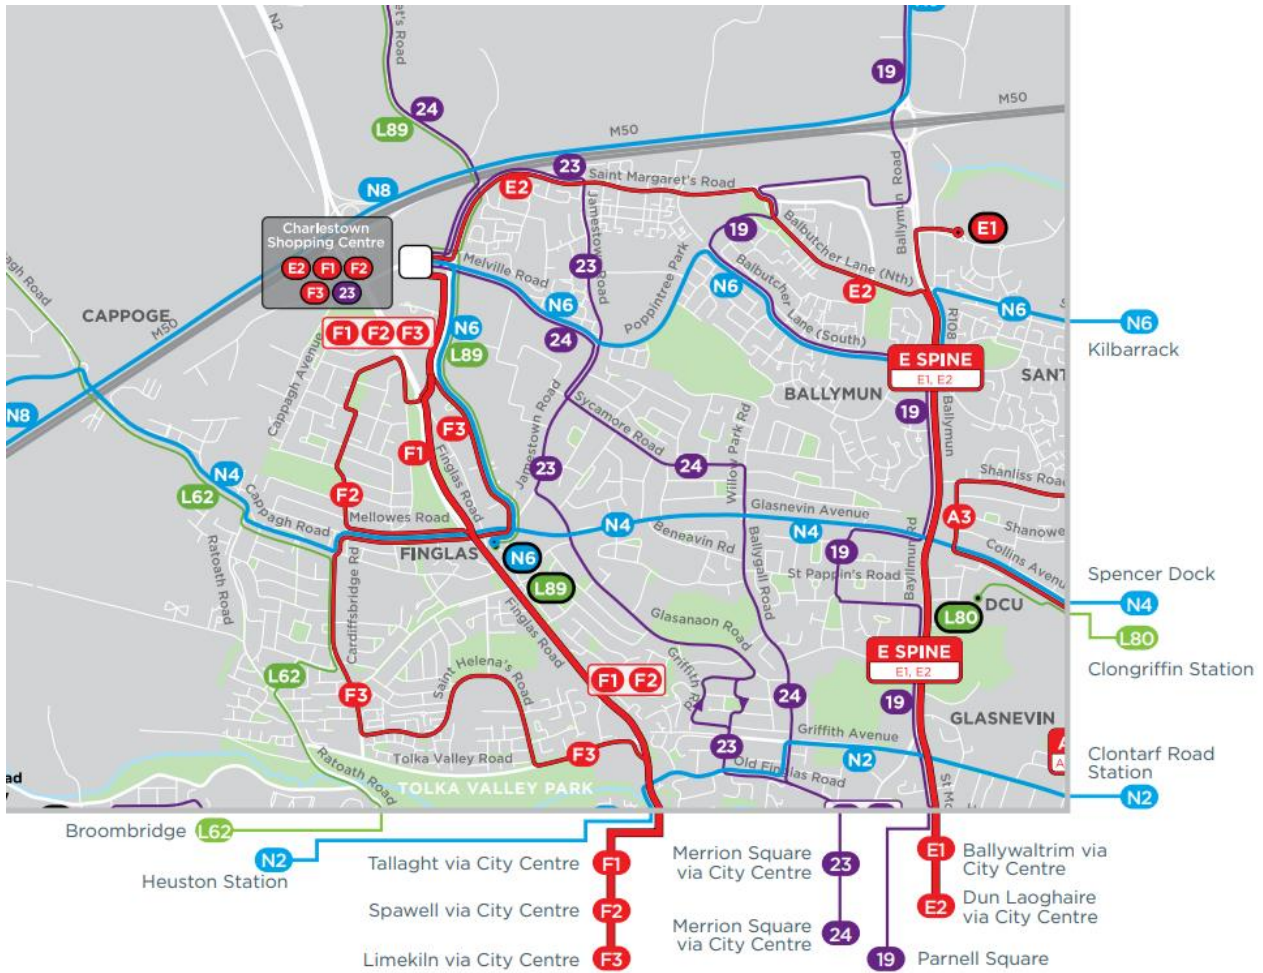 N2
et's Road
19
24
L89
M50
M50
N8
23
E2
Saint Margaret's Road
Jamestown Road
Ballymun Road
E1
Charlestown
Shopping Centre
E2 F1 F2
F3 23
19
Balbutcher Lane (Nth)
Melville Road
23
Poppintree Park
N6
Balbutcher Lane (South)
E2
N6
N6
N6
Kilbarrack
agh Road
CAPPOGE
M50
F1 F2 F3
N6
L89
24
R108
E SPINE
E1, E2
SANT
Cappagh Avenue
BALLYMUN
N8
F3
F1
Jamestown Road
Sycamore Road
Willow Park Rd
19
Ballymun
N4
L62
23
24
Shanliss Road
F2
Finglas Road
Cappagh Road
Mellowes Road
Glasnevin Avenue
A3
Shanowe
N4
N4
Beneavin Rd
Ballymun Rd
Collins Avenu
Ratoath Road
FINGLAS
N6
19
Cardiffsbridge Rd
L89
St Pappin's Road
Ballygall Road
Spencer Dock
N4
Finglas Road
Glasanaon Road
L80
DCU
L80
Clongriffin Station
E SPINE
E1, E2
L62
Saint Helena's Road
Griffith Rd
F1 F2
F3
24
19
GLASNEVIN
Griffith Avenue
Tolka Valley Road
F3
23
N2
Old Finglas Road
Clontarf Road
Station
N2
Ratoath Road
TOLKA VALLEY PARK
St Mo
ad
Broombridge L62
N2
Heuston Station
Tallaght via City Centre F1
Spawell via City Centre F2
Limekiln via City Centre F3
Merrion Square
via City Centre 23
Merrion Square
via City Centre 24
E1 Ballywaltrim via
City Centre
E2 Dun Laoghaire
via City Centre
19 Parnell Square